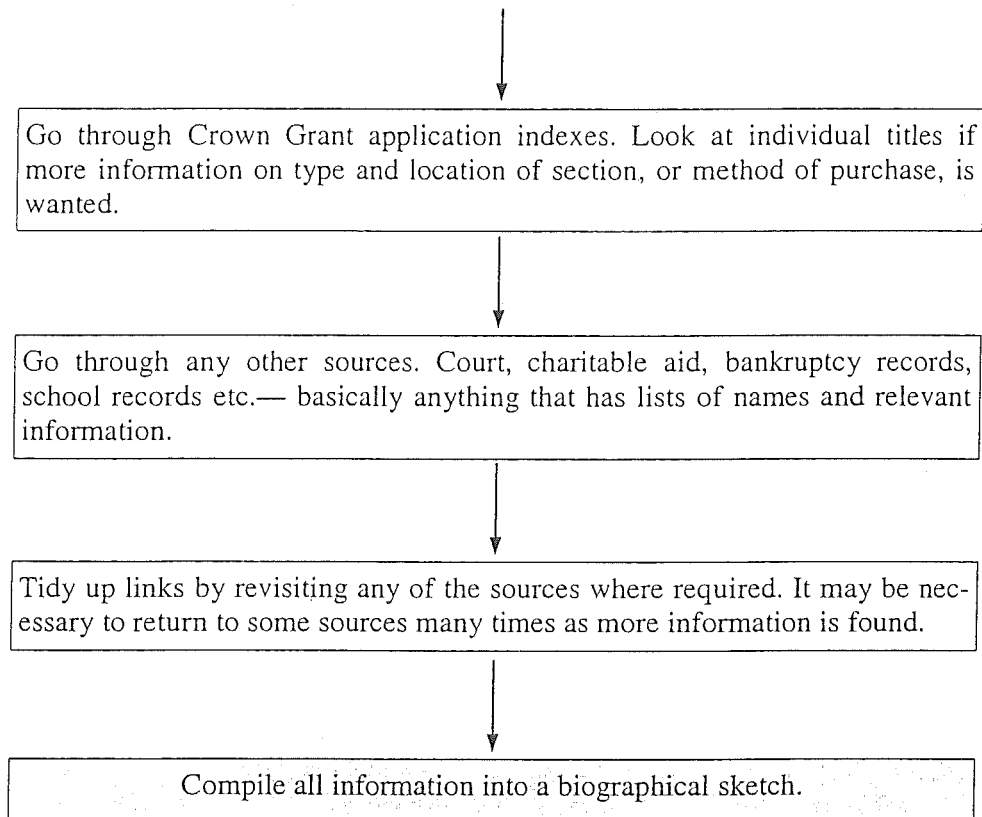 Go through Crown Grant application indexes. Look at individual titles if
more information on type and location of section, or method of purchase, is
wanted.
Go through any other sources. Court, charitable aid, bankruptcy records,
school records etc.— basically anything that has lists of names and relevant
information.
Tidy up links by revisiting any of the sources where required. It may be nec-
essary to return to some sources many times as more information is found.
Compile all information into a biographical sketch.